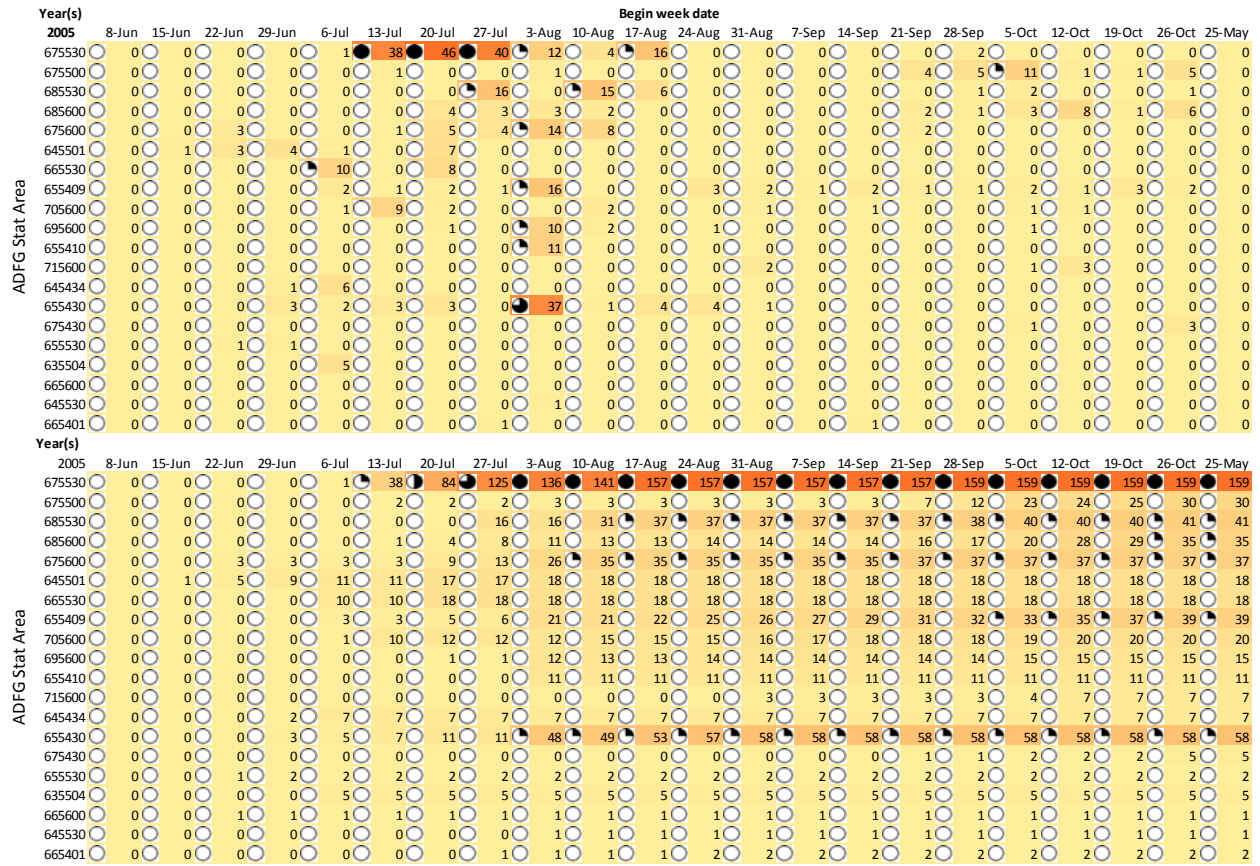 Year(s) Begin week date
2005 8-Jun 15-Jun 22-Jun 29-Jun 6-Jul 13-Jul 20-Jul 27-Jul 3-Aug 10-Aug 17-Aug 24-Aug 31-Aug 7-Sep 14-Sep 21-Sep 28-Sep 5-Oct 12-Oct 19-Oct 26-Oct 25-May
ADFG Stat Area
675530 0 0 0 0 1 38 46 40 12 4 16 0 0 0 0 0 2 0 0 0 0 0
675500 0 0 0 0 0 1 0 0 1 0 0 0 0 0 0 4 5 11 1 1 5 0
685530 0 0 0 0 0 0 0 16 0 15 6 0 0 0 0 0 1 2 0 0 1 0
685600 0 0 0 0 0 0 4 3 3 2 0 0 0 0 0 2 1 3 8 1 6 0
675600 0 0 3 0 0 1 5 4 14 8 0 0 0 0 0 2 0 0 0 0 0 0
645501 0 1 3 4 1 0 7 0 0 0 0 0 0 0 0 0 0 0 0 0 0 0
665530 0 0 0 0 10 0 8 0 0 0 0 0 0 0 0 0 0 0 0 0 0 0
655409 0 0 0 0 2 1 2 1 16 0 0 3 2 1 2 1 1 2 1 3 2 0
705600 0 0 0 0 1 9 2 0 0 2 0 0 1 0 1 0 0 1 1 0 0 0
695600 0 0 0 0 0 0 1 0 10 2 0 1 0 0 0 0 0 1 0 0 0 0
655410 0 0 0 0 0 0 0 0 11 0 0 0 0 0 0 0 0 0 0 0 0 0
715600 0 0 0 0 0 0 0 0 0 0 0 0 2 0 0 0 0 1 3 0 0 0
645434 0 0 0 1 6 0 0 0 0 0 0 0 0 0 0 0 0 0 0 0 0 0
655430 0 0 0 3 2 3 3 0 37 1 4 4 1 0 0 0 0 0 0 0 0 0
675430 0 0 0 0 0 0 0 0 0 0 0 0 0 0 0 0 0 1 0 0 3 0
655530 0 0 1 1 0 0 0 0 0 0 0 0 0 0 0 0 0 0 0 0 0 0
635504 0 0 0 0 5 0 0 0 0 0 0 0 0 0 0 0 0 0 0 0 0 0
665600 0 0 0 0 0 0 0 0 0 0 0 0 0 0 0 0 0 0 0 0 0 0
645530 0 0 0 0 0 0 0 0 1 0 0 0 0 0 0 0 0 0 0 0 0 0
665401 0 0 0 0 0 0 0 1 0 0 0 0 0 0 1 0 0 0 0 0 0 0
Year(s)
2005 8-Jun 15-Jun 22-Jun 29-Jun 6-Jul 13-Jul 20-Jul 27-Jul 3-Aug 10-Aug 17-Aug 24-Aug 31-Aug 7-Sep 14-Sep 21-Sep 28-Sep 5-Oct 12-Oct 19-Oct 26-Oct 25-May
ADFG Stat Area
675530 0 0 0 0 1 38 84 125 136 141 157 157 157 157 157 157 159 159 159 159 159 159
675500 0 0 0 0 0 2 2 2 3 3 3 3 3 3 3 7 12 23 24 25 30 30
685530 0 0 0 0 0 0 0 16 16 31 37 37 37 37 37 37 38 40 40 40 41 41
685600 0 0 0 0 0 1 4 8 11 13 13 14 14 14 14 16 17 20 28 29 35 35
675600 0 0 3 3 3 3 9 13 26 35 35 35 35 35 35 37 37 37 37 37 37 37
645501 0 1 5 9 11 11 17 17 18 18 18 18 18 18 18 18 18 18 18 18 18 18
665530 0 0 0 0 10 10 18 18 18 18 18 18 18 18 18 18 18 18 18 18 18 18
655409 0 0 0 0 3 3 5 6 21 21 22 25 26 27 29 31 32 33 35 37 39 39
705600 0 0 0 0 1 10 12 12 12 15 15 15 16 17 18 18 18 19 20 20 20 20
695600 0 0 0 0 0 0 1 1 12 13 13 14 14 14 14 14 14 15 15 15 15 15
655410 0 0 0 0 0 0 0 0 11 11 11 11 11 11 11 11 11 11 11 11 11 11
715600 0 0 0 0 0 0 0 0 0 0 0 0 3 3 3 3 3 4 7 7 7 7
645434 0 0 0 2 7 7 7 7 7 7 7 7 7 7 7 7 7 7 7 7 7 7
655430 0 0 0 3 5 7 11 11 48 49 53 57 58 58 58 58 58 58 58 58 58 58
675430 0 0 0 0 0 0 0 0 0 0 0 0 0 0 0 1 1 2 2 2 5 5
655530 0 0 1 2 2 2 2 2 2 2 2 2 2 2 2 2 2 2 2 2 2 2
635504 0 0 0 0 5 5 5 5 5 5 5 5 5 5 5 5 5 5 5 5 5 5
665600 0 0 1 1 1 1 1 1 1 1 1 1 1 1 1 1 1 1 1 1 1 1
645530 0 0 0 0 0 0 0 0 1 1 1 1 1 1 1 1 1 1 1 1 1 1
665401 0 0 0 0 0 0 0 1 1 1 1 2 2 2 2 2 2 2 2 2 2 2